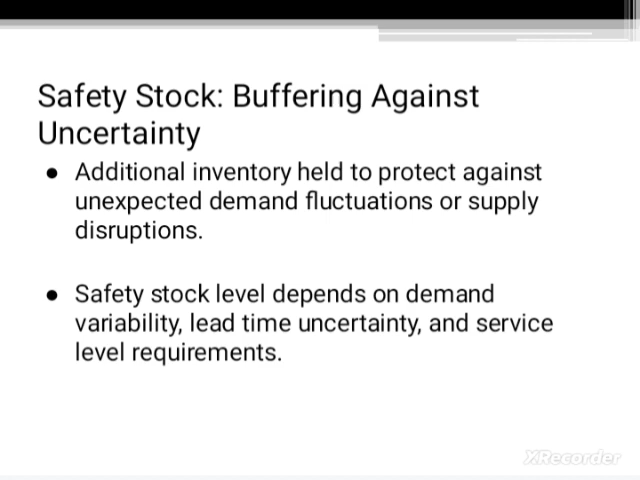 Safety Stock: Buffering Against
Uncertainty
● Additional inventory held to protect against
unexpected demand fluctuations or supply
disruptions.
● Safety stock level depends on demand
variability, lead time uncertainty, and service
level requirements.
XRecorder